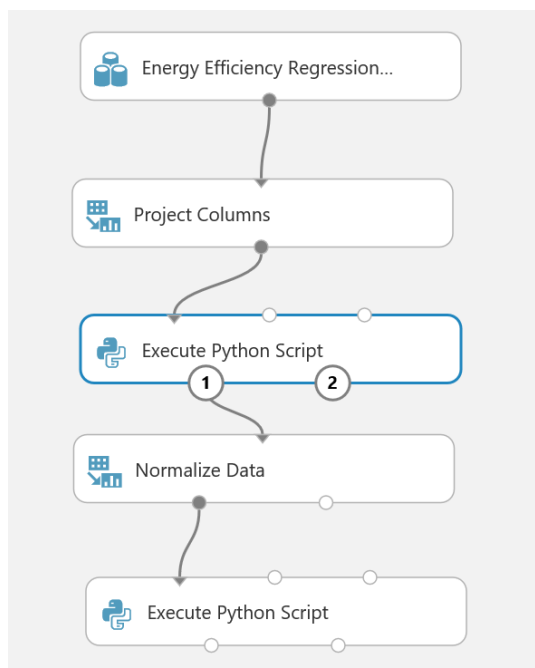 Energy Efficiency Regression...
Project Columns
Execute Python Script
1 2
Normalize Data
Execute Python Script